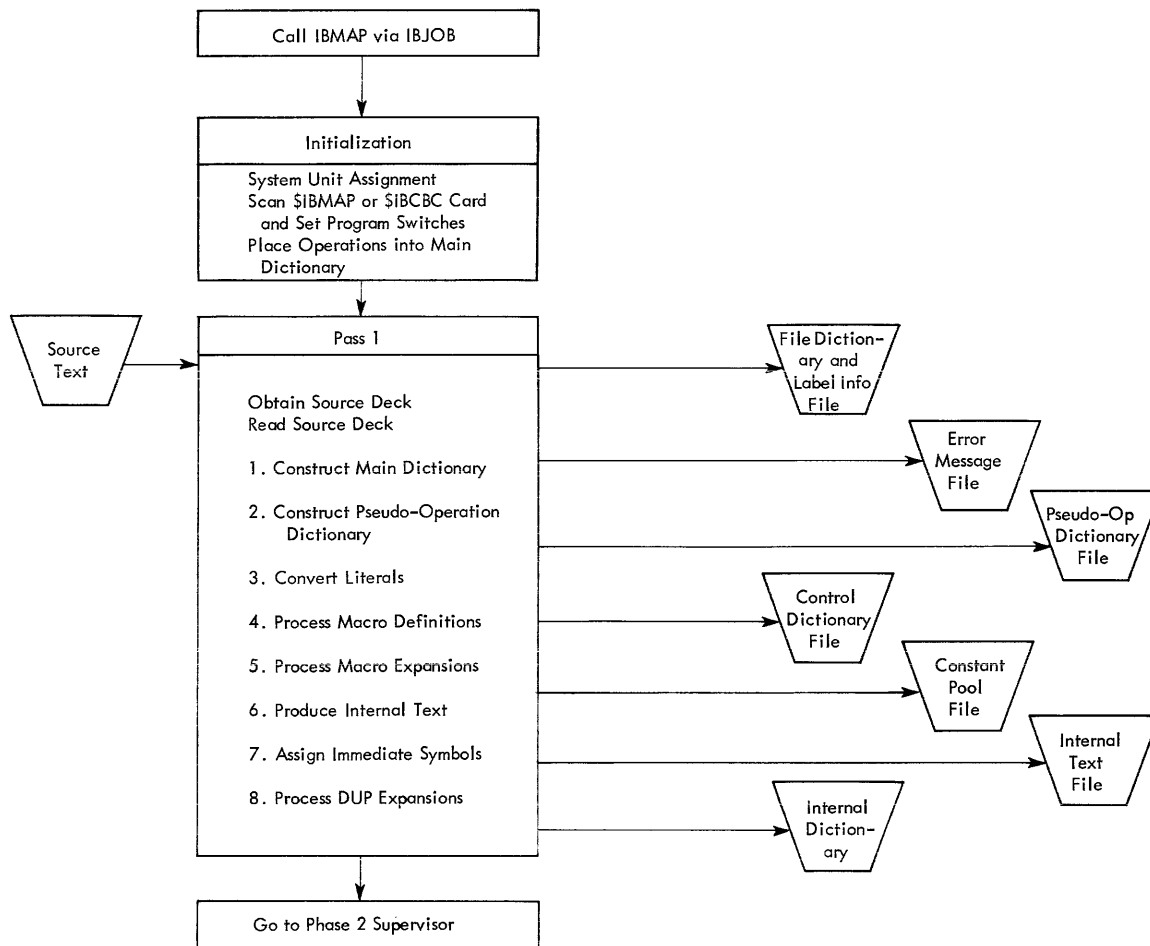 Call IBMAP via IBJOB
Initialization
System Unit Assignment
Scan $IBMAP or $IBCBC Card
and Set Program Switches
Place Operations into Main
Dictionary
Source
Text
Pass 1
Obtain Source Deck
Read Source Deck
1. Construct Main Dictionary
2. Construct Pseudo-Operation
Dictionary
3. Convert Literals
4. Process Macro Definitions
5. Process Macro Expansions
6. Produce Internal Text
7. Assign Immediate Symbols
8. Process DUP Expansions
File Diction-
ary and
Label info
File
Error
Message
File
Pseudo-Op
Dictionary
File
Control
Dictionary
File
Constant
Pool
File
Internal
Text
File
Internal
Diction-
ary
Go to Phase 2 Supervisor